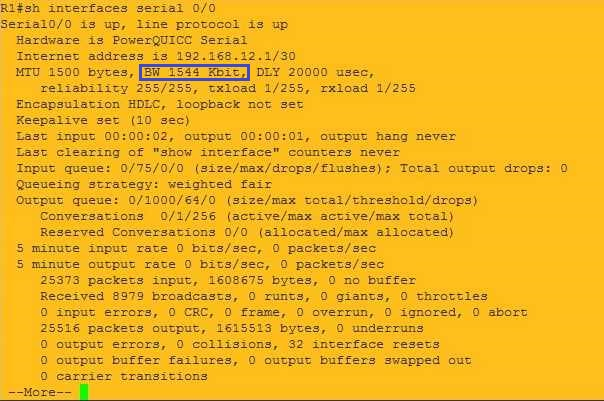 R1#sh interfaces serial 0/0
Serial0/0 is up, line protocol is up
Hardware is PowerQUICC Serial
Internet address is 192.168.12.1/30
MTU 1500 bytes, BW 1544 Kbit, DLY 20000 usec,
reliability 255/255, txload 1/255, rxload 1/255
Encapsulation HDLC, loopback not set
Keepalive set (10 sec)
Last input 00:00:02, output 00:00:01, output hang never
Last clearing of "show interface" counters never
Input queue: 0/75/0/0 (size/max/drops/flushes); Total output drops: 0
Queueing strategy: weighted fair
Output queue: 0/1000/64/0 (size/max total/threshold/drops)
Conversations 0/1/256 (active/max active/max total)
Reserved Conversations 0/0 (allocated/max allocated)
5 minute input rate 0 bits/sec, 0 packets/sec
5 minute output rate 0 bits/sec, 0 packets/sec
25373 packets input, 1608675 bytes, 0 no buffer
Received 8979 broadcasts, 0 runts, 0 giants, 0 throttles
0 input errors, 0 CRC, 0 frame, 0 overrun, 0 ignored, 0 abort
25516 packets output, 1615513 bytes, 0 underruns
0 output errors, 0 collisions, 32 interface resets
0 output buffer failures, 0 output buffers swapped out
0 carrier transitions
--More--